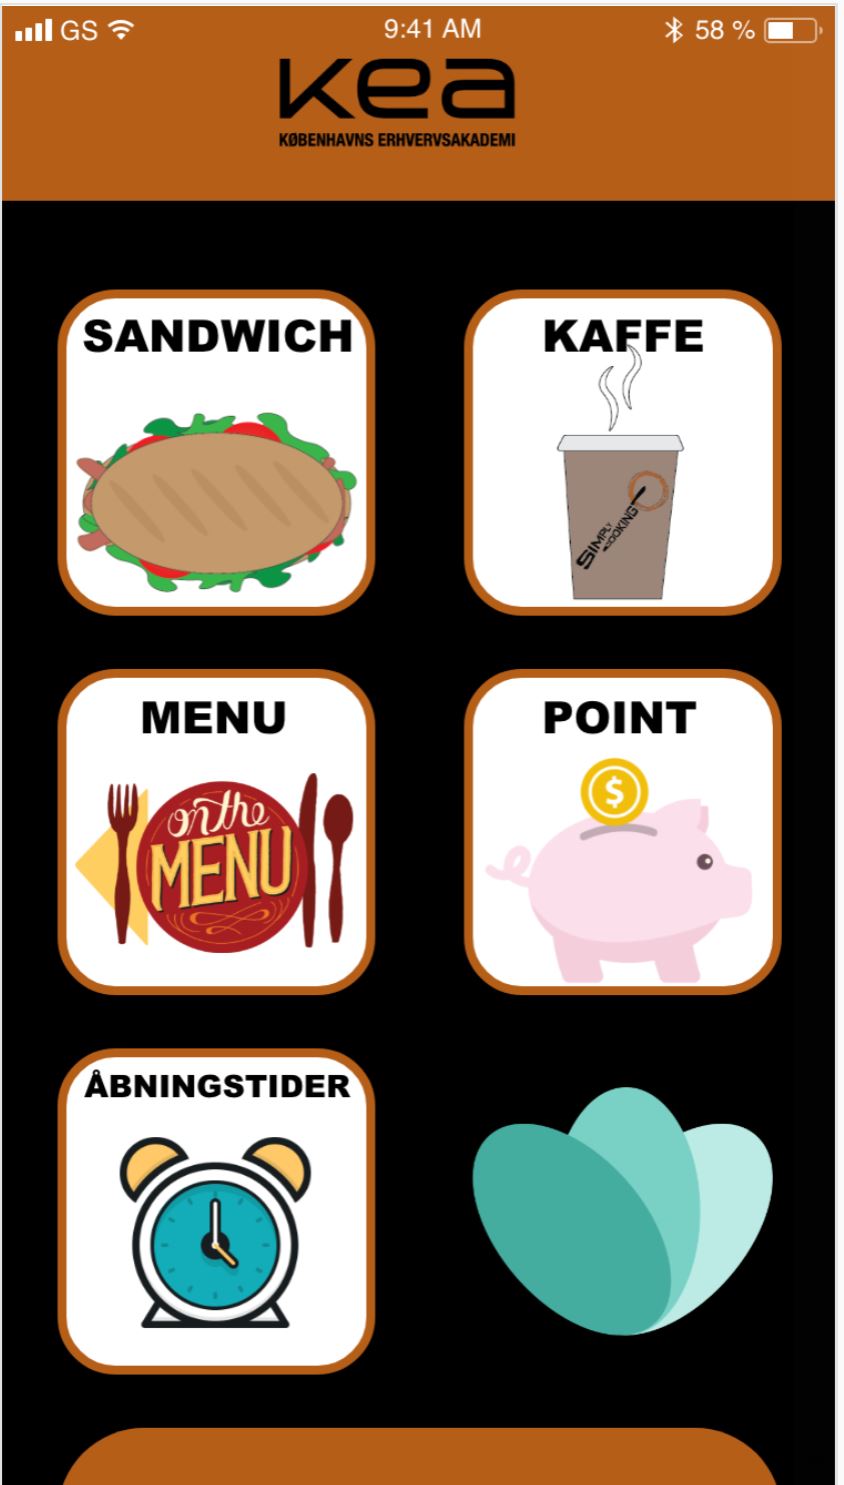 GS 9:41 AM 58 %
kea
KØBENHAVNS ERHVERVSAKADEMI
SANDWICH KAFFE
SIMPLY
COOKING
MENU POINT
$
on the
MENU
ÅBNINGSTIDER